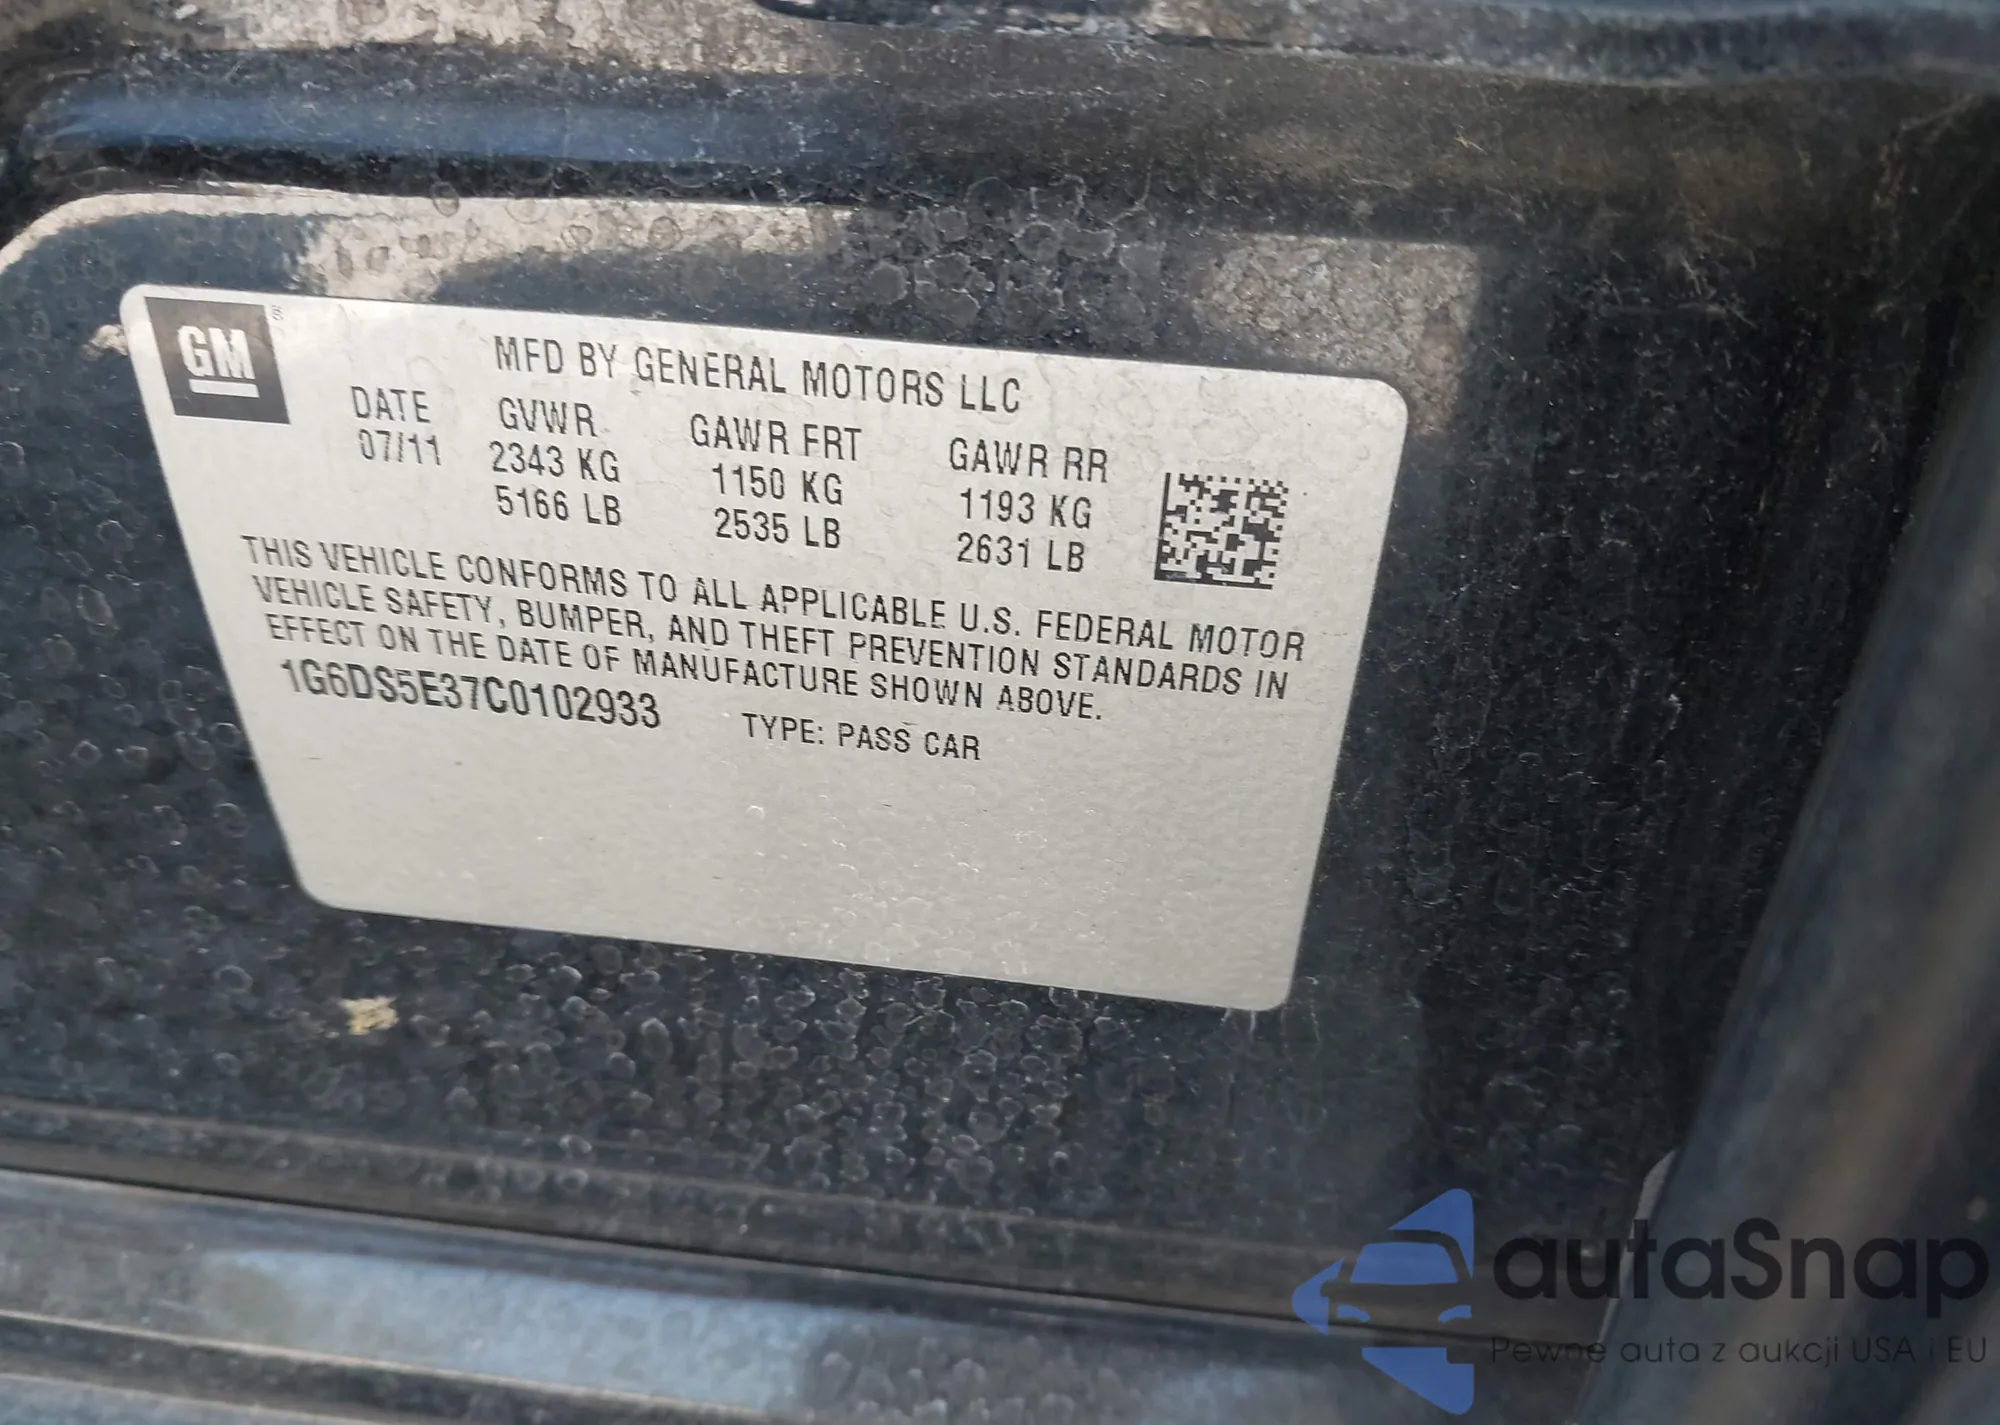 GM
MFD BY GENERAL MOTORS LLC
DATE GVWR GAWR FRT GAWR RR
07/11 2343 KG 1150 KG 1193 KG
5166 LB 2535 LB 2631 LB
THIS VEHICLE CONFORMS TO ALL APPLICABLE U.S. FEDERAL MOTOR
VEHICLE SAFETY, BUMPER, AND THEFT PREVENTION STANDARDS IN
EFFECT ON THE DATE OF MANUFACTURE SHOWN ABOVE.
1G6DS5E37C0102933 TYPE: PASS CAR
autaSnap
Pewne auta z aukcji USA i EU